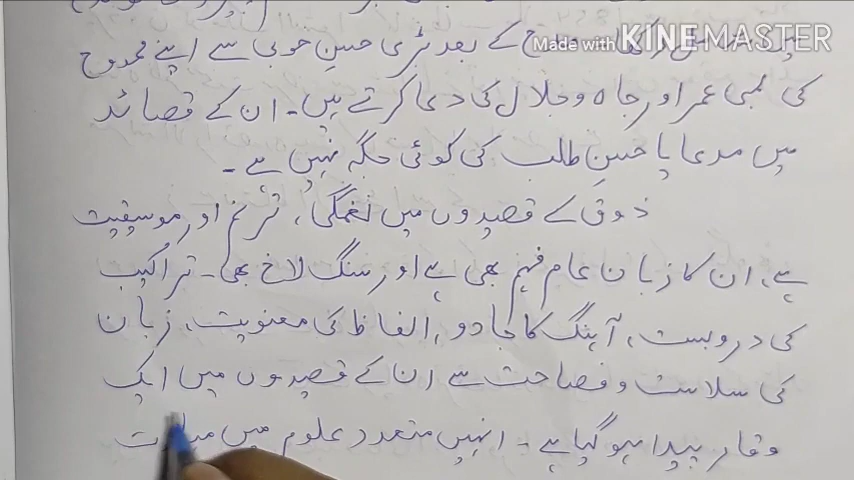 کے بعد بڑی حسن خوبی سے اپنے ممدوح
Made with KINEMASTER
کی لمبی عمر اور جاہ و جلال کی دعا کرتے ہیں۔ ان کے قصائد
میں مدعا یا حسنِ طلب کی کوئی جگہ نہیں ہے۔
ذوق کے قصیدوں میں نغمگی، ترنم اور موسیقیت
ہے، ان کا زبان عام فہم بھی ہے اور سنگ لاخ بھی۔ تراکیب
کی دروبست، آہنگ کا جادو، الفاظ کی معنویت، زبان
کی سلاست و فصاحت سے ان کے قصیدوں میں ایک
وقار پیدا ہو گیا ہے۔ انہیں متعدد علوم میں